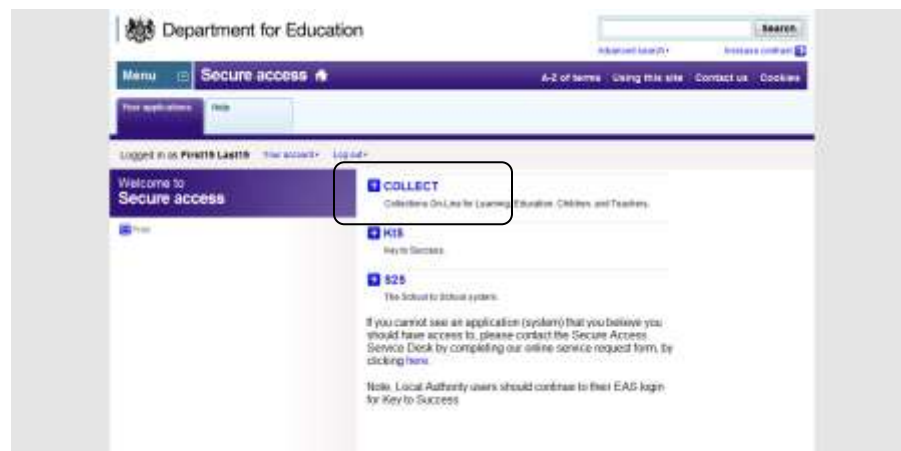 Department for Education
Search
Advanced search
Increase contrast
Menu
Secure access
A-Z of terms Using this site Contact us Cookies
Your applications
Help
Logged in as First19 Last19 Your account Log out
Welcome to
Secure access
Print
COLLECT
Collections On-Line for Learning, Education, Children, and Teachers.
KtS
Key to Success
S2S
The School to School system.
If you cannot see an application (system) that you believe you
should have access to, please contact the Secure Access
Service Desk by completing our online service request form, by
clicking here.
Note, Local Authority users should continue to their EAS login
for Key to Success